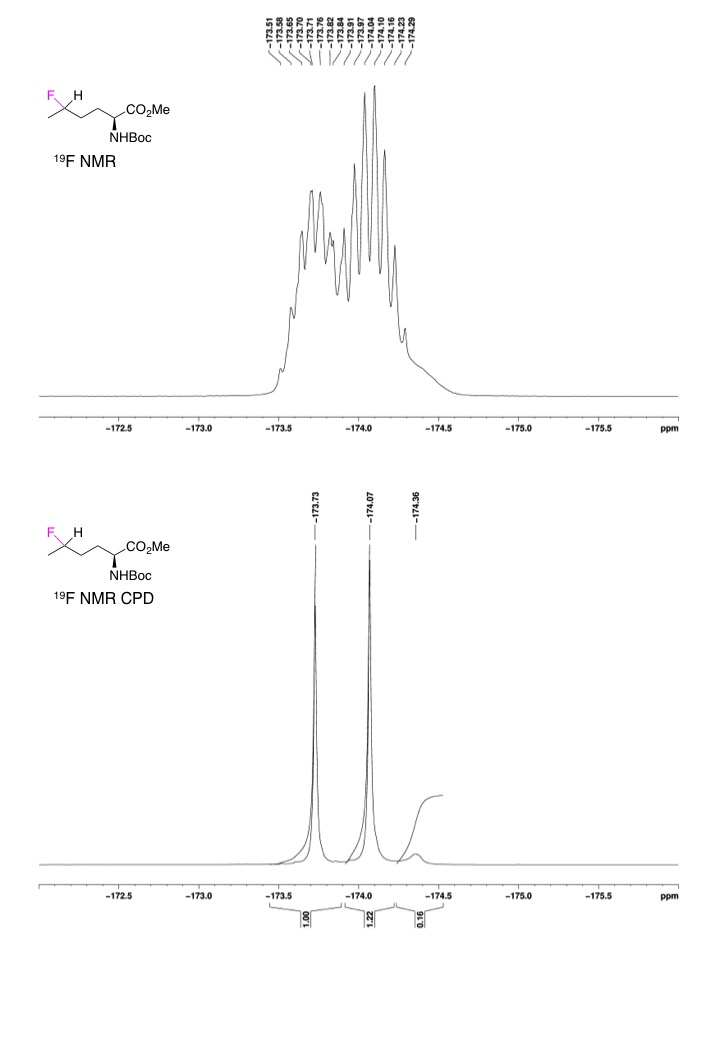 -173.51
-173.58
-173.65
-173.70
-173.71
-173.76
-173.82
-173.84
-173.91
-173.97
-174.04
-174.10
-174.16
-174.23
-174.29
F H
CO₂Me
NHBoc
¹⁹F NMR
-172.5 -173.0 -173.5 -174.0 -174.5 -175.0 -175.5 ppm
-173.73
-174.07
-174.36
F H
CO₂Me
NHBoc
¹⁹F NMR CPD
-172.5 -173.0 -173.5 -174.0 -174.5 -175.0 -175.5 ppm
1.00
1.22
0.16